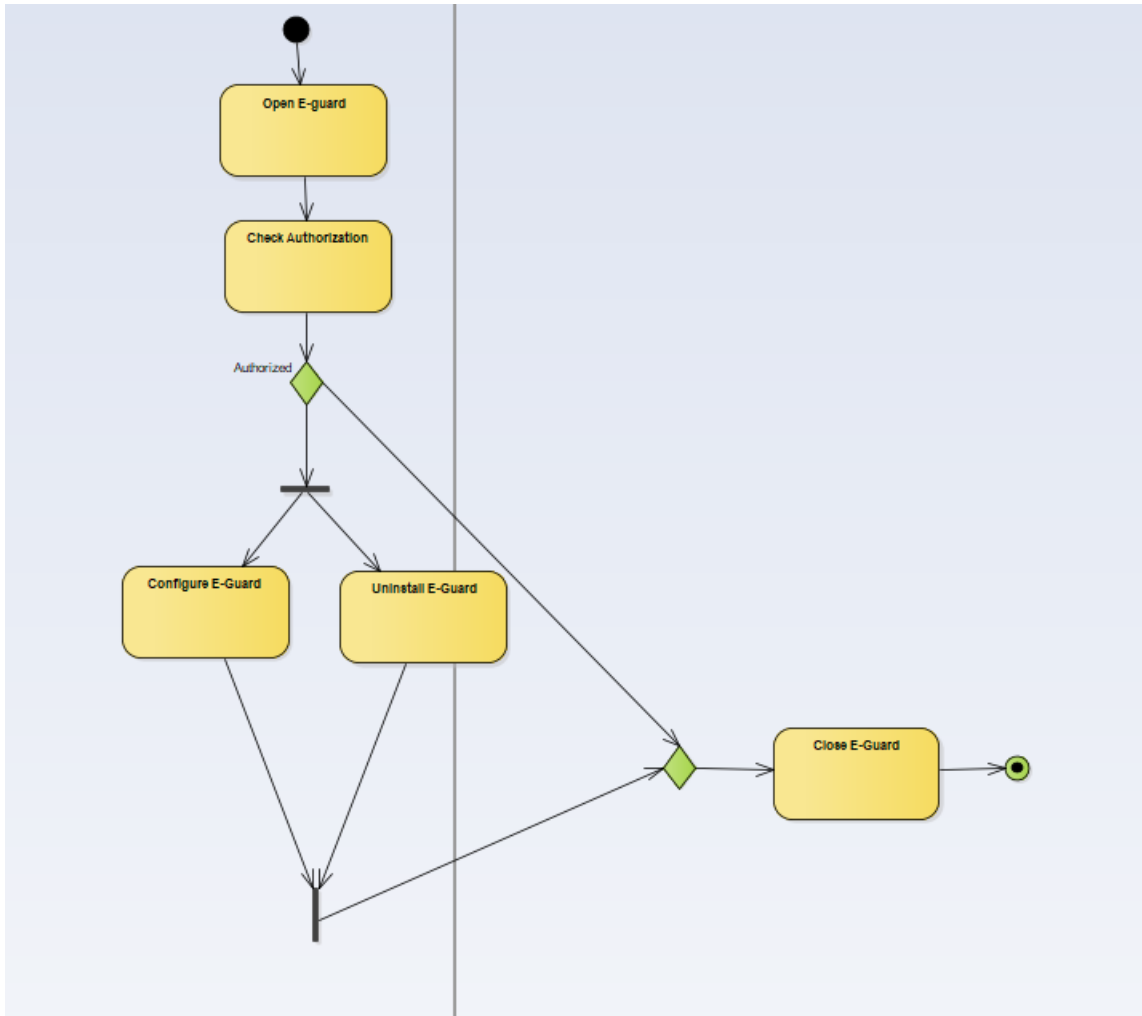 Open E-guard
Check Authorization
Authorized
Configure E-Guard
Uninstall E-Guard
Close E-Guard